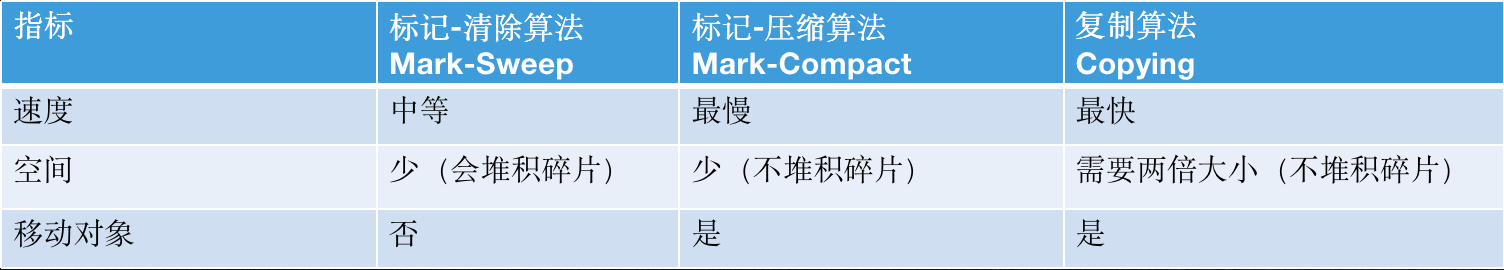 指标
标记-清除算法
Mark-Sweep
标记-压缩算法
Mark-Compact
复制算法
Copying
速度
中等
最慢
最快
空间
少（会堆积碎片）
少（不堆积碎片）
需要两倍大小（不堆积碎片）
移动对象
否
是
是